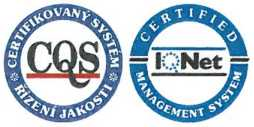 CERTIFIKOVANÝ SYSTÉM
CQS
ŘÍZENÍ JAKOSTI
CERTIFIED
IQNet
MANAGEMENT SYSTEM